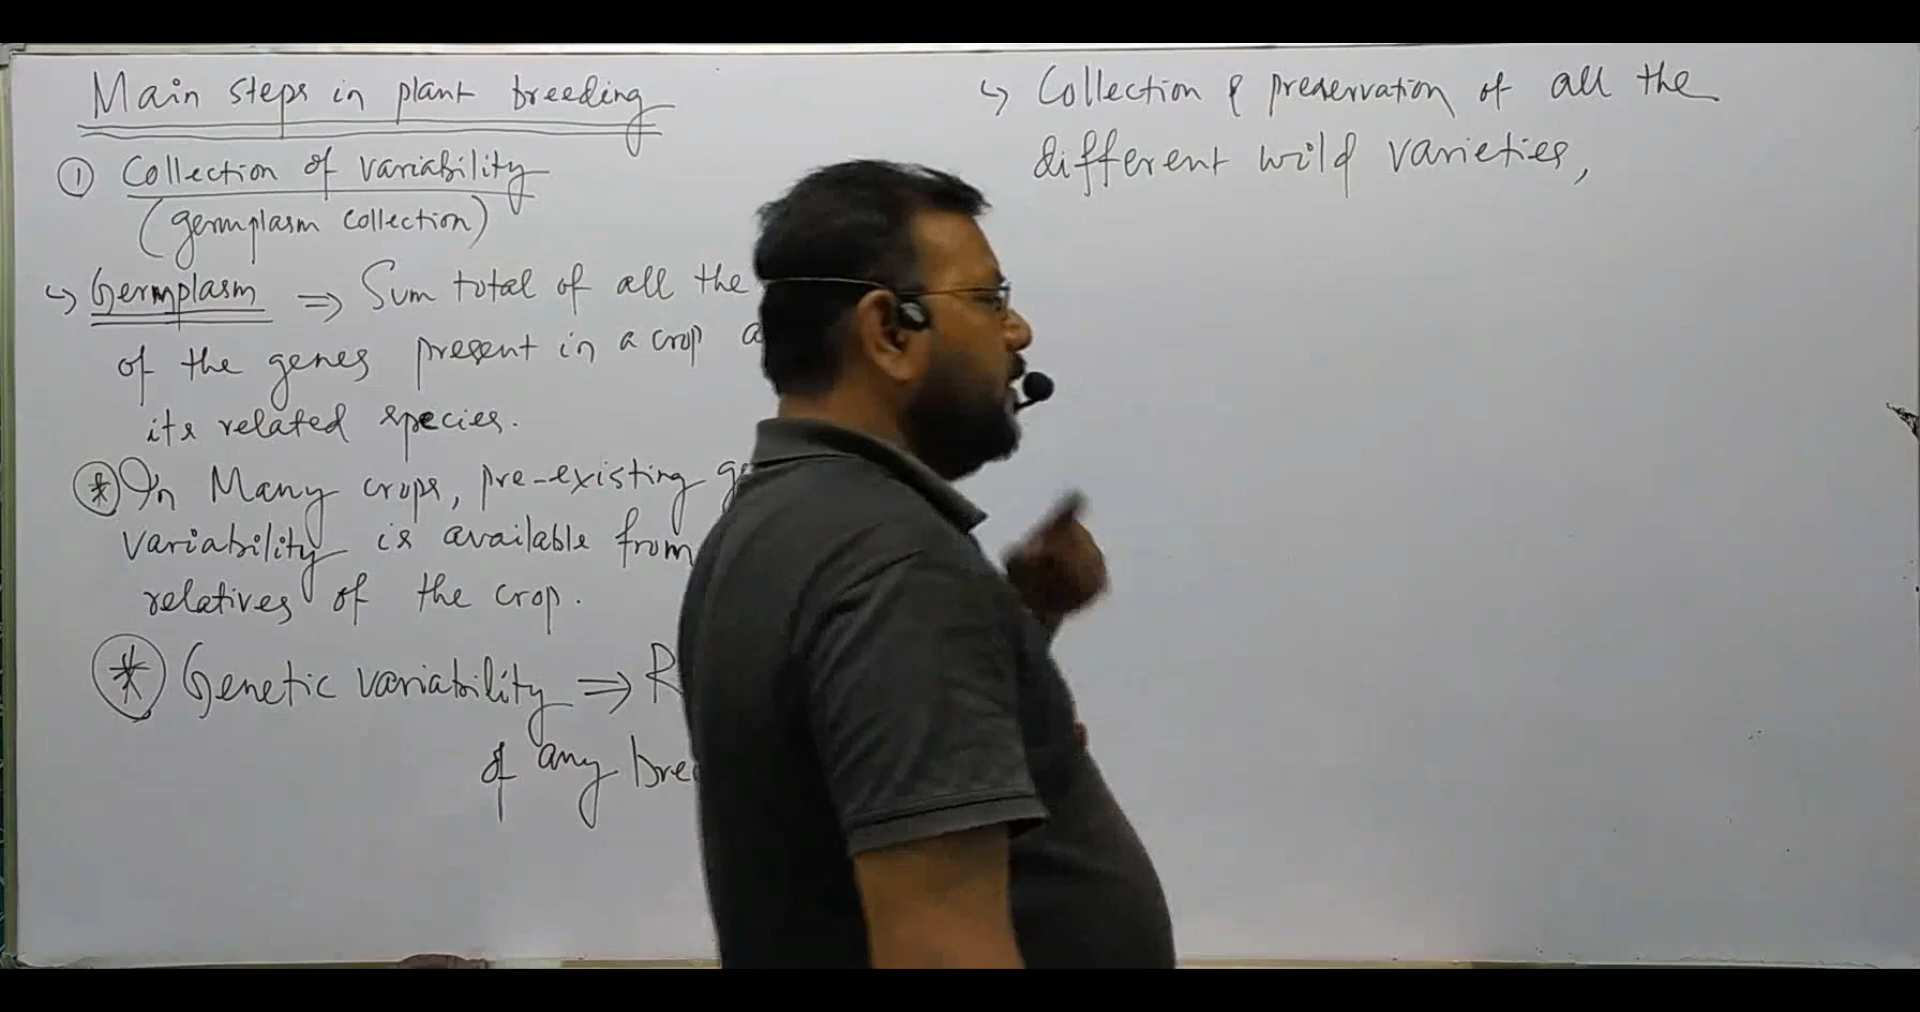 Main steps in plant breeding
① Collection of variability
(germplasm collection)
↳ Germplasm ⇒ Sum total of all the
of the genes present in a crop
its related species.
* In Many crops, pre-existing
variability is available from
relatives of the crop.
* Genetic variability ⇒
of any
↳ Collection & preservation of all the
different wild varieties,